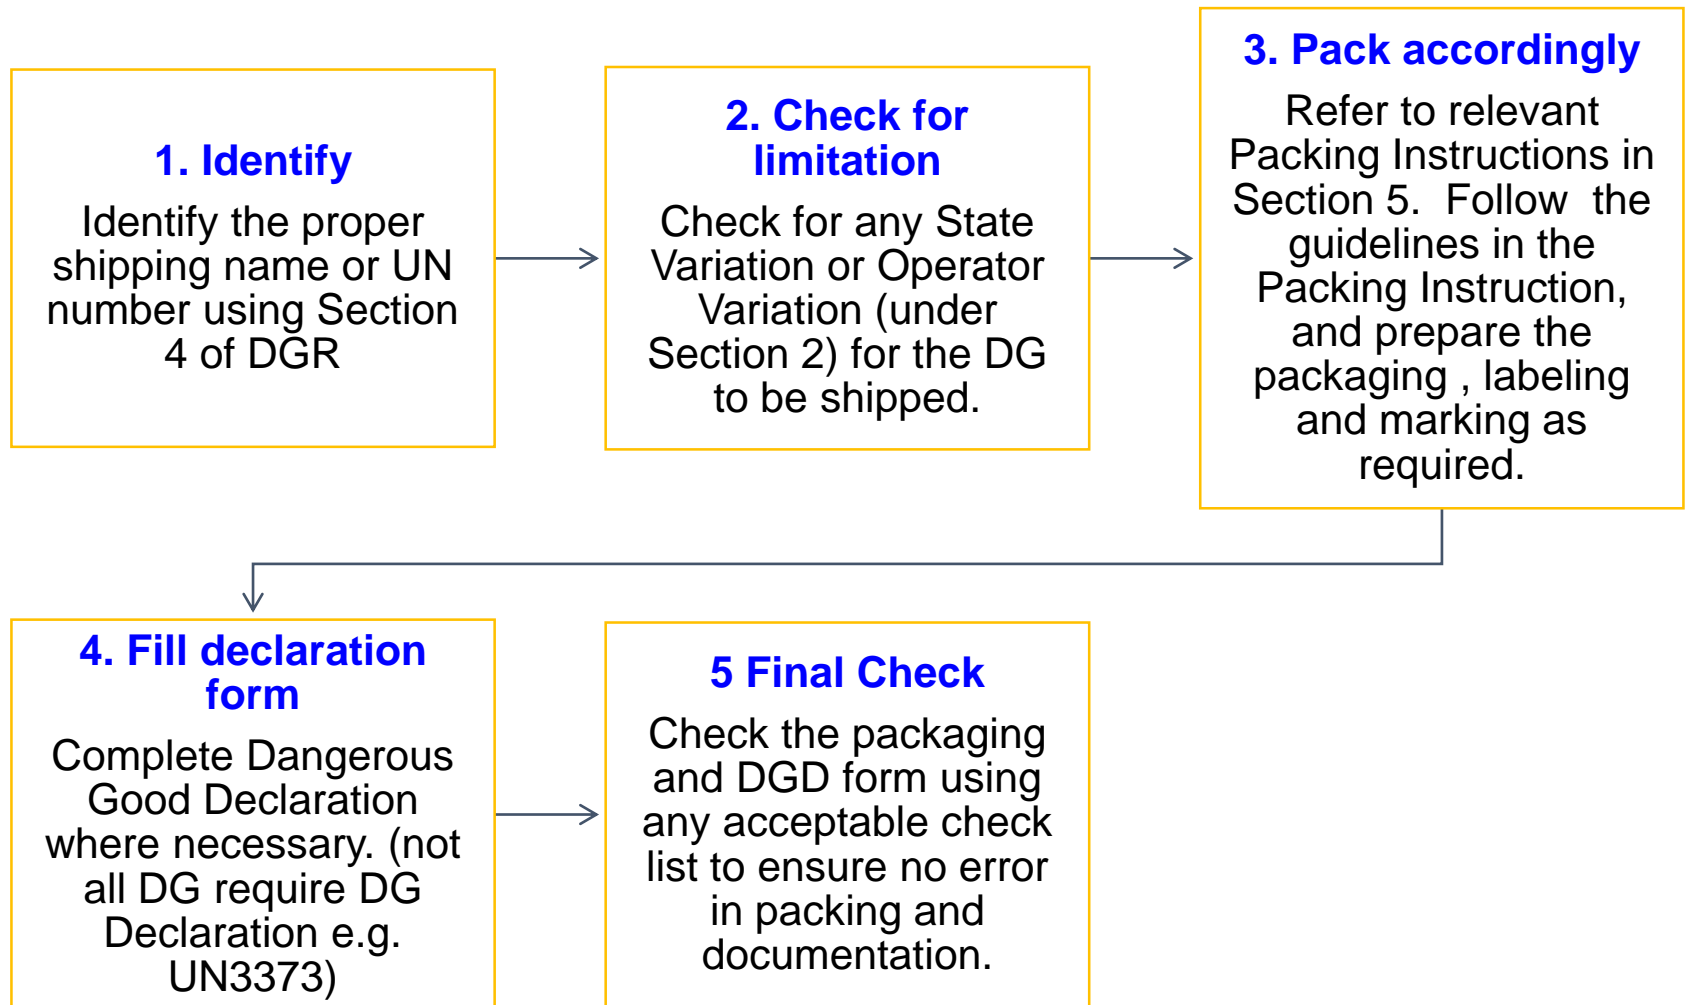 1. Identify
Identify the proper
shipping name or UN
number using Section
4 of DGR
2. Check for
limitation
Check for any State
Variation or Operator
Variation (under
Section 2) for the DG
to be shipped.
3. Pack accordingly
Refer to relevant
Packing Instructions in
Section 5.  Follow  the
guidelines in the
Packing Instruction,
and prepare the
packaging , labeling
and marking as
required.
4. Fill declaration
form
Complete Dangerous
Good Declaration
where necessary. (not
all DG require DG
Declaration e.g.
UN3373)
5 Final Check
Check the packaging
and DGD form using
any acceptable check
list to ensure no error
in packing and
documentation.